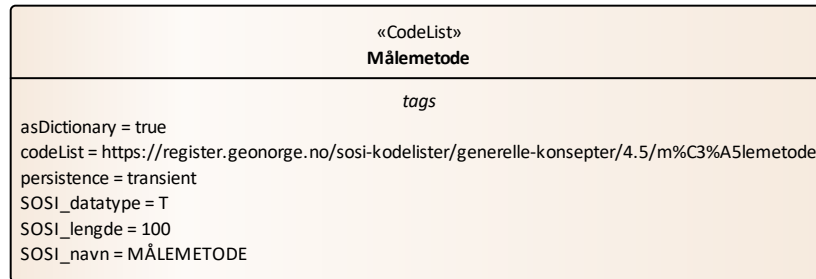 «CodeList»
Målemetode
tags
asDictionary = true
codeList = https://register.geonorge.no/sosi-kodelister/generelle-konsepter/4.5/m%C3%A5lemetode
persistence = transient
SOSI_datatype = T
SOSI_lengde = 100
SOSI_navn = MÅLEMETODE